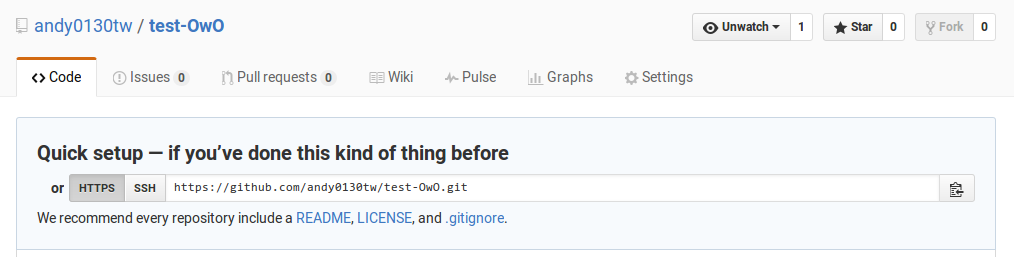 andy0130tw / test-OwO Unwatch 1 Star 0 Fork 0
Code Issues 0 Pull requests 0 Wiki Pulse Graphs Settings
Quick setup — if you’ve done this kind of thing before
or HTTPS SSH https://github.com/andy0130tw/test-OwO.git
We recommend every repository include a README, LICENSE, and .gitignore.